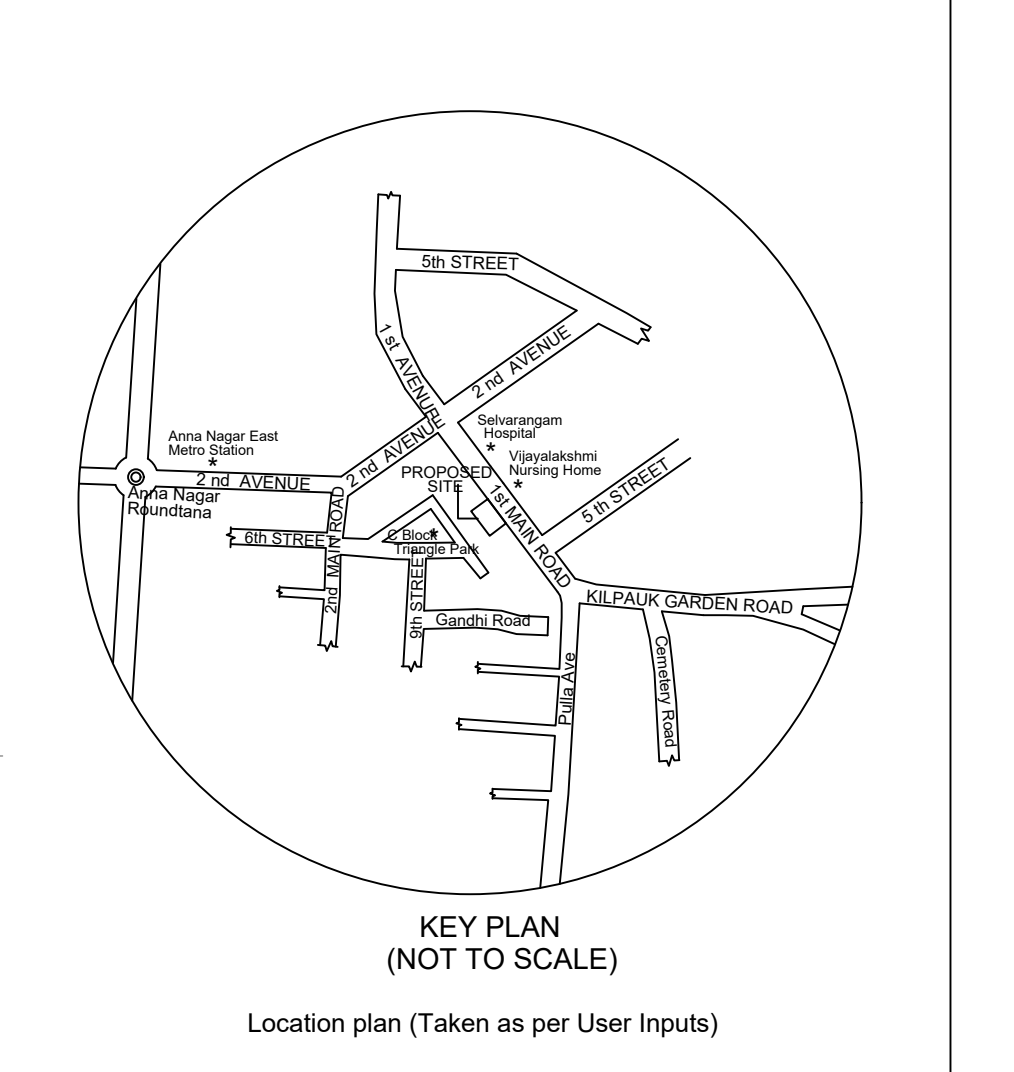 5th STREET
1 st AVENUE
2 nd AVENUE
Selvarangam
Hospital
Anna Nagar East
Metro Station
2 nd AVENUE
Vijayalakshmi
Nursing Home
PROPOSED
SITE
2 nd AVENUE
5 th STREET
Anna Nagar
Roundtana
1st MAIN ROAD
6th STREET
2nd MAIN ROAD
C Block
Triangle Park
9th STREET
Gandhi Road
KILPAUK GARDEN ROAD
Pulla Ave
Cemetery Road
KEY PLAN
(NOT TO SCALE)
Location plan (Taken as per User Inputs)